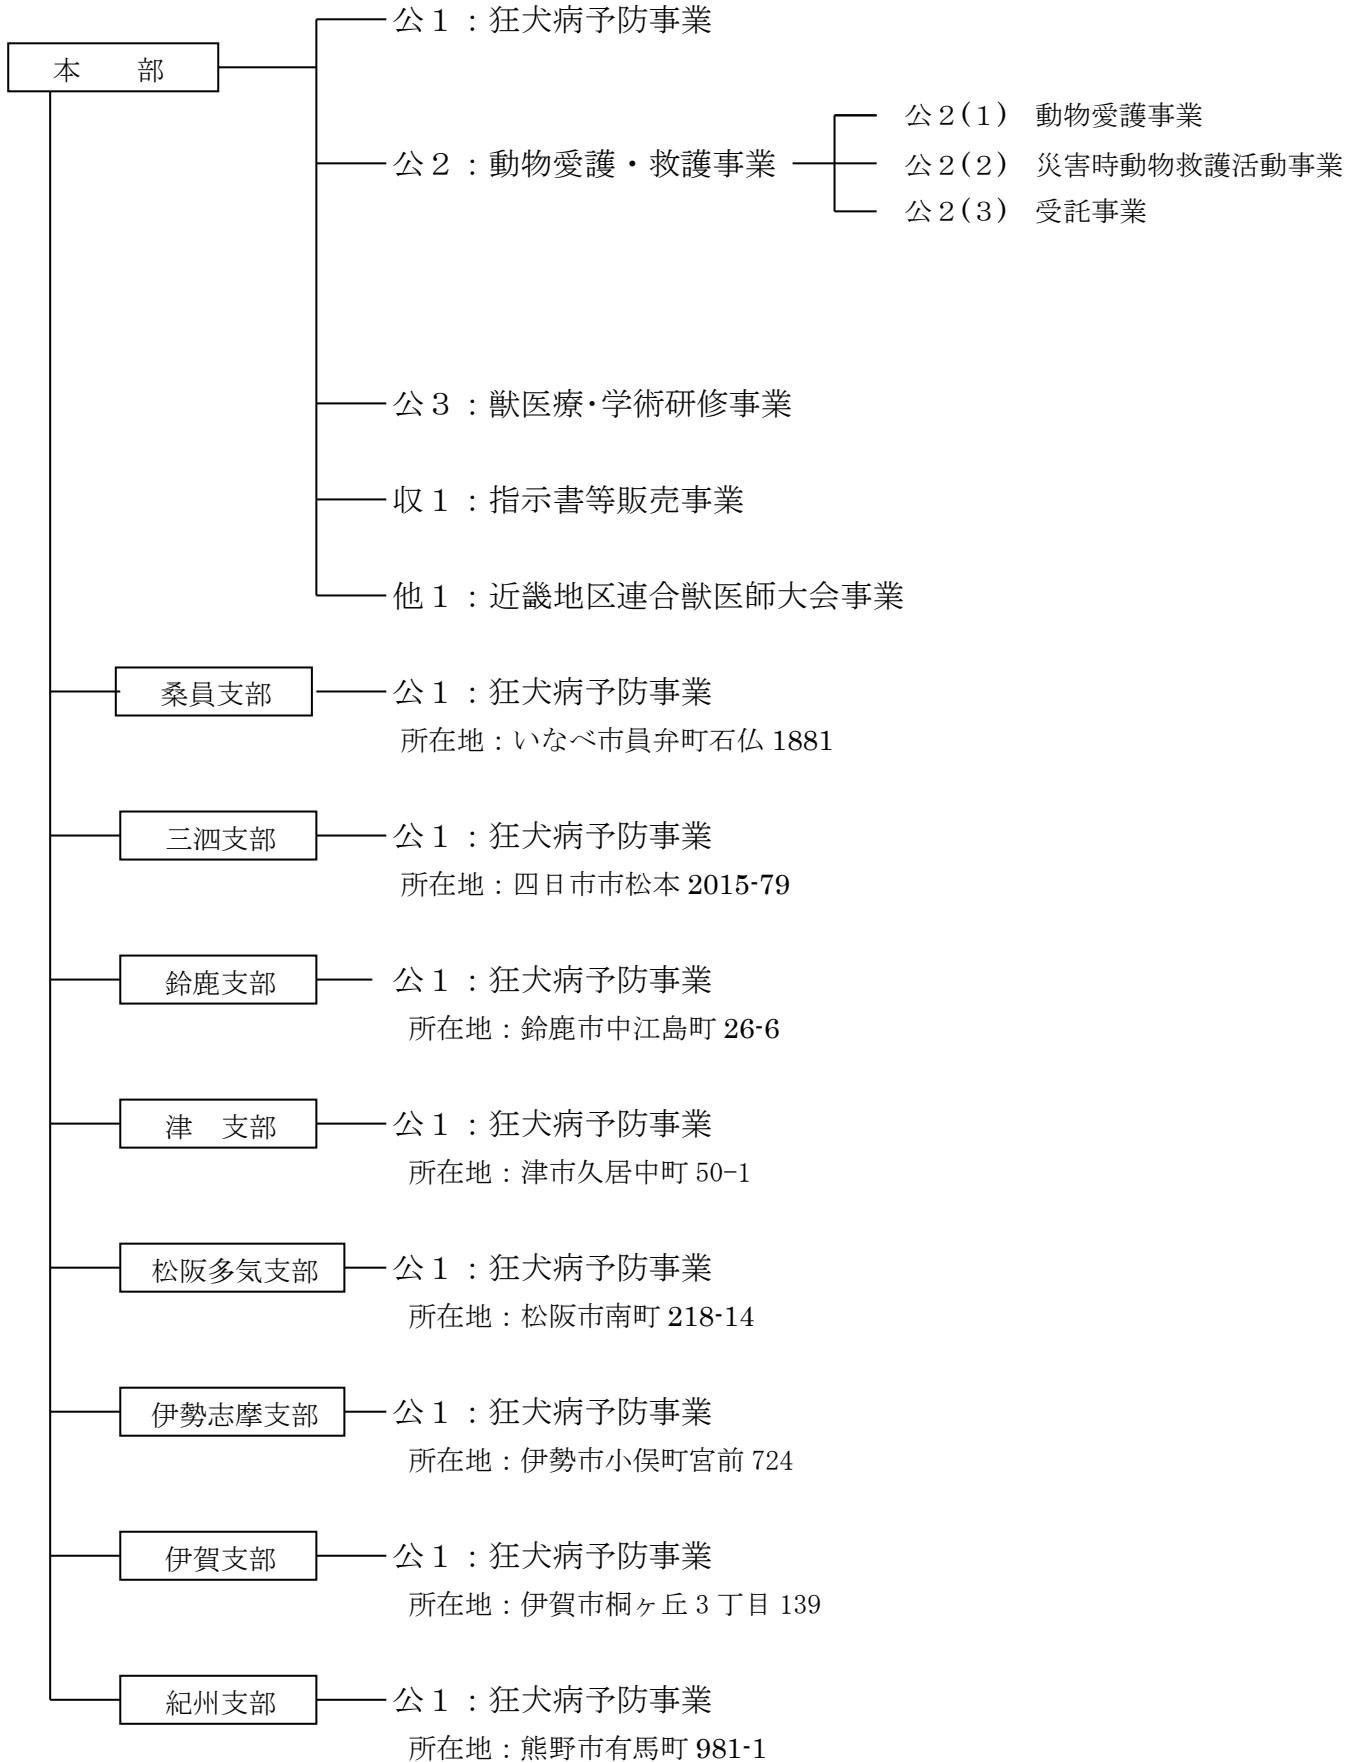 公１：狂犬病予防事業
本　　部
公２(１)　動物愛護事業
公２：動物愛護・救護事業　公２(２)　災害時動物救護活動事業
公２(３)　受託事業
公３：獣医療・学術研修事業
収１：指示書等販売事業
他１：近畿地区連合獣医師大会事業
桑員支部　公１：狂犬病予防事業
所在地：いなべ市員弁町石仏 1881
三泗支部　公１：狂犬病予防事業
所在地：四日市市松本 2015-79
鈴鹿支部　公１：狂犬病予防事業
所在地：鈴鹿市中江島町 26-6
津　支部　公１：狂犬病予防事業
所在地：津市久居中町 50−1
松阪多気支部　公１：狂犬病予防事業
所在地：松阪市南町 218-14
伊勢志摩支部　公１：狂犬病予防事業
所在地：伊勢市小俣町宮前 724
伊賀支部　公１：狂犬病予防事業
所在地：伊賀市桐ヶ丘 3 丁目 139
紀州支部　公１：狂犬病予防事業
所在地：熊野市有馬町 981-1